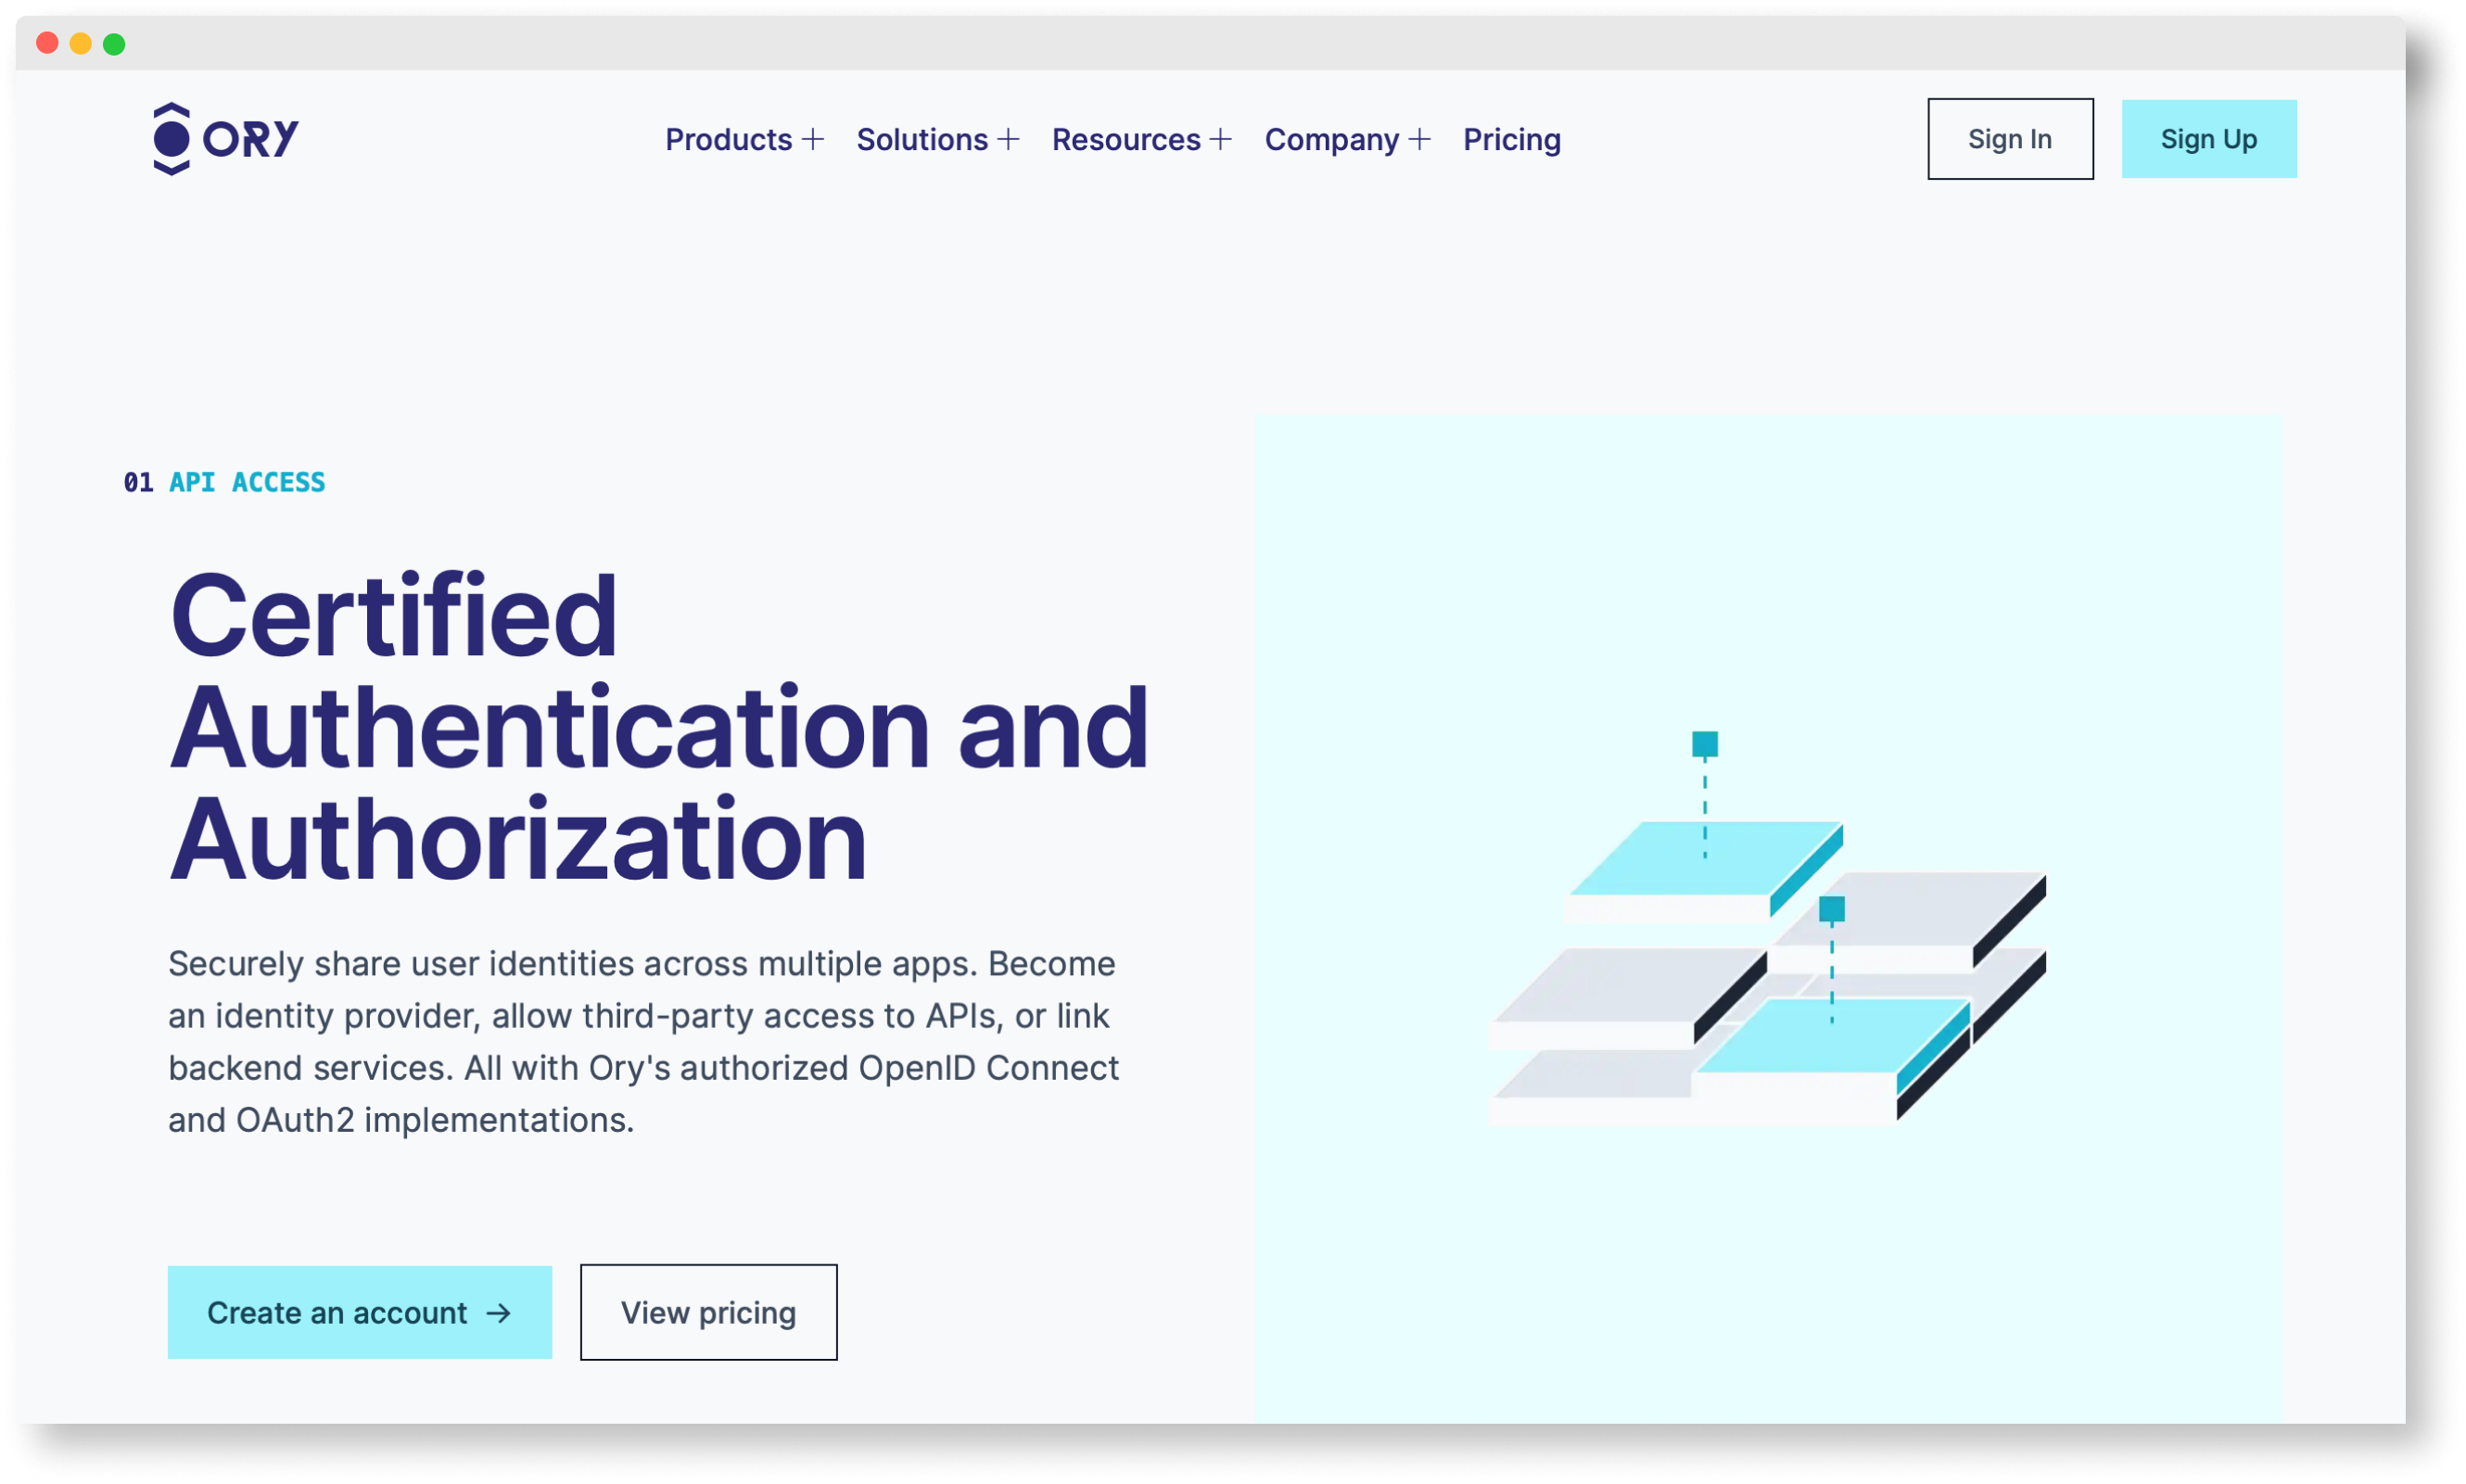 ORY
Products
Solutions
Resources
Company
Pricing
Sign In
Sign Up
01 API ACCESS
Certified
Authentication and
Authorization
Securely share user identities across multiple apps. Become
an identity provider, allow third-party access to APIs, or link
backend services. All with Ory's authorized OpenID Connect
and OAuth2 implementations.
Create an account →
View pricing